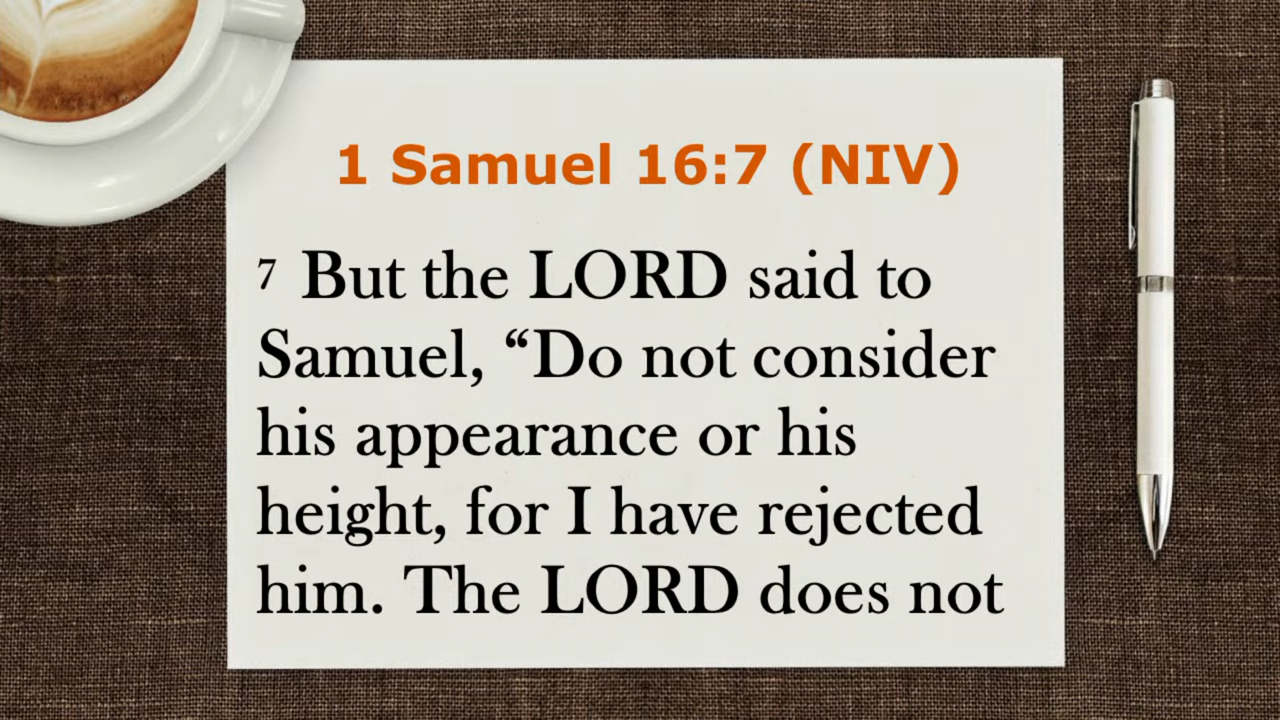 1 Samuel 16:7 (NIV)
7 But the LORD said to
Samuel, “Do not consider
his appearance or his
height, for I have rejected
him. The LORD does not